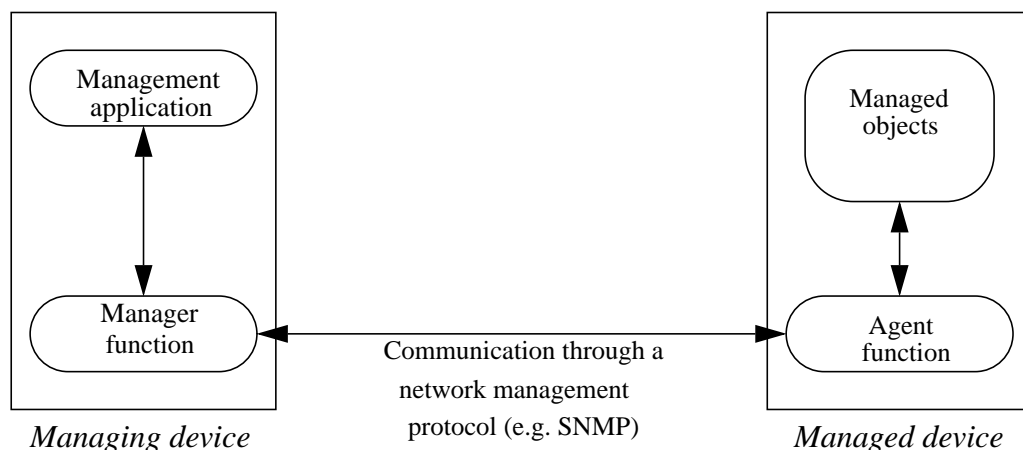 Management
application
Managed
objects
Manager
function
Agent
function
Communication through a
network management
protocol (e.g. SNMP)
Managing device
Managed device